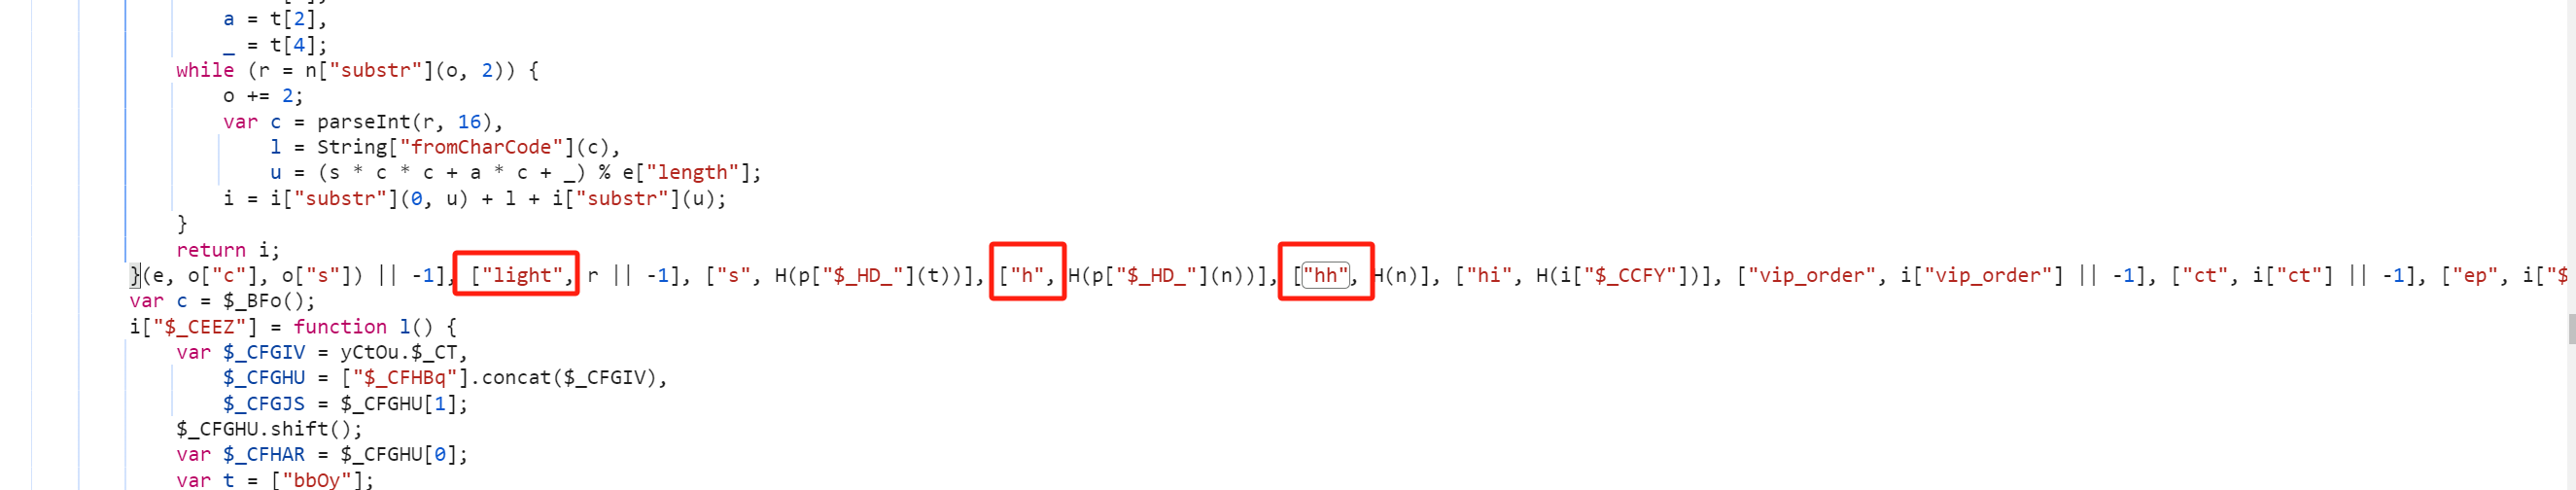 a = t[2],
_ = t[4];
while (r = n["substr"](o, 2)) {
o += 2;
var c = parseInt(r, 16),
l = String["fromCharCode"](c),
u = (s * c * c + a * c + _) % e["length"];
i = i["substr"](0, u) + l + i["substr"](u);
}
return i;
}(e, o["c"], o["s"]) || -1], ["light", r || -1], ["s", H(p["$_HD_"](t))], ["h", H(p["$_HD_"](n))], ["hh", H(n)], ["hi", H(i["$_CCFY"])], ["vip_order", i["vip_order"] || -1], ["ct", i["ct"] || -1], ["ep", i["$
var c = $_BFo();
i["$_CEEZ"] = function l() {
var $_CFGIV = yCtOu.$_CT,
$_CFGHU = ["$_CFHBq"].concat($_CFGIV),
$_CFGJS = $_CFGHU[1];
$_CFGHU.shift();
var $_CFHAR = $_CFGHU[0];
var t = ["bbOy"];